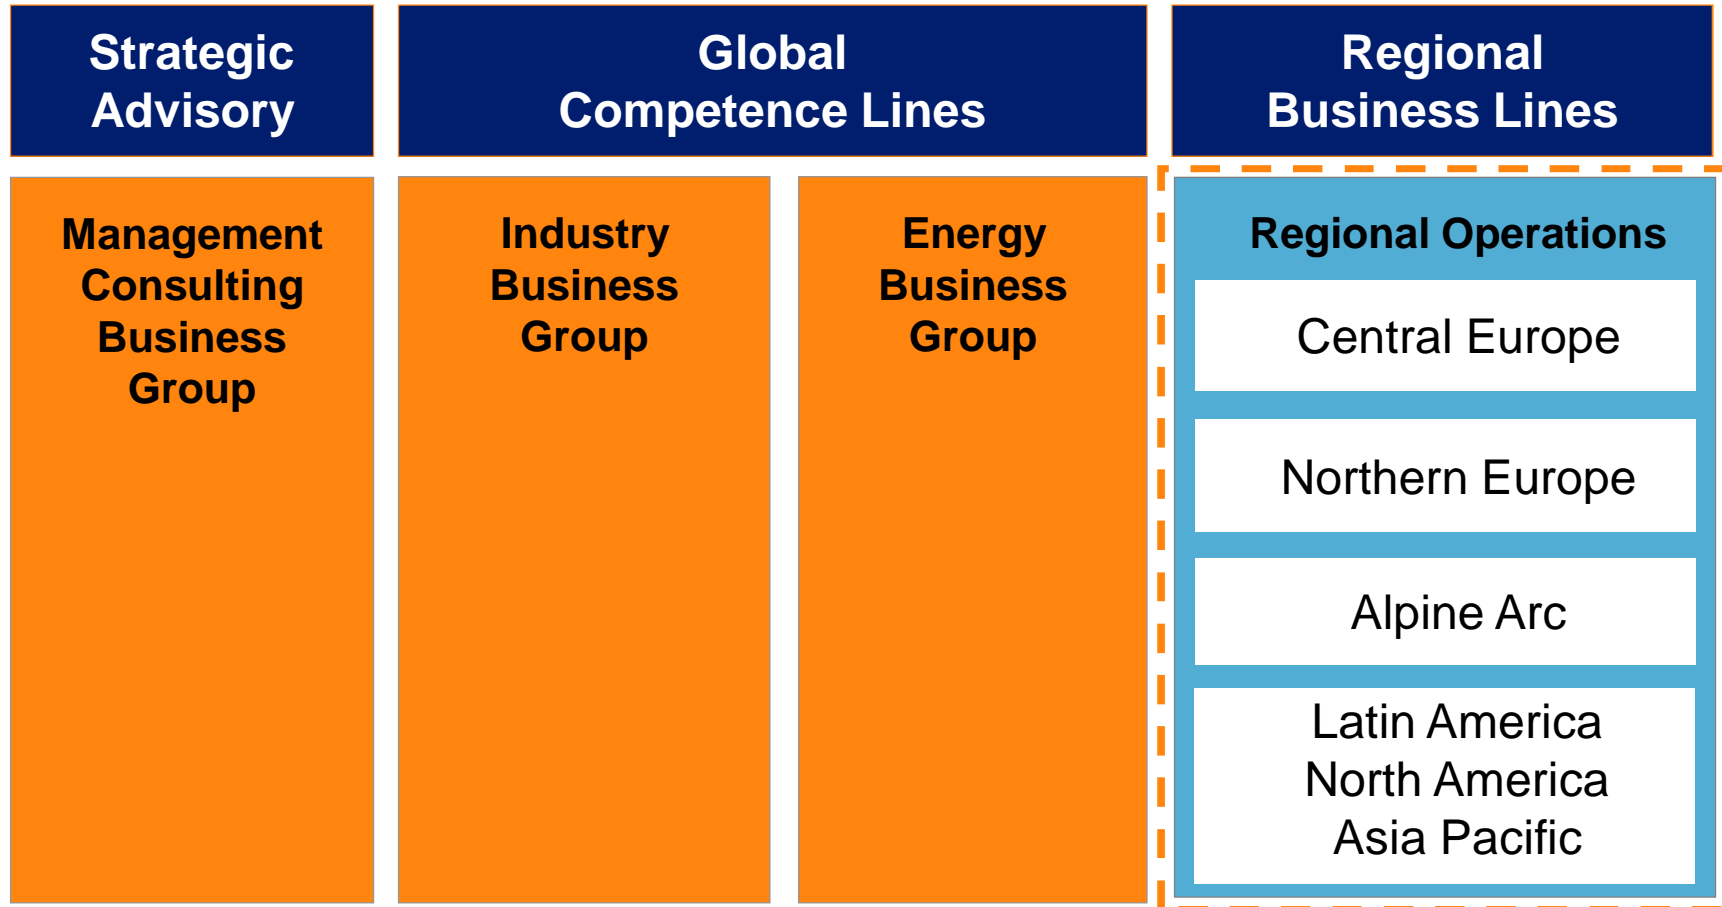 Strategic
Advisory
Global
Competence Lines
Regional
Business Lines
Management
Consulting
Business
Group
Industry
Business
Group
Energy
Business
Group
Regional Operations
Central Europe
Northern Europe
Alpine Arc
Latin America
North America
Asia Pacific